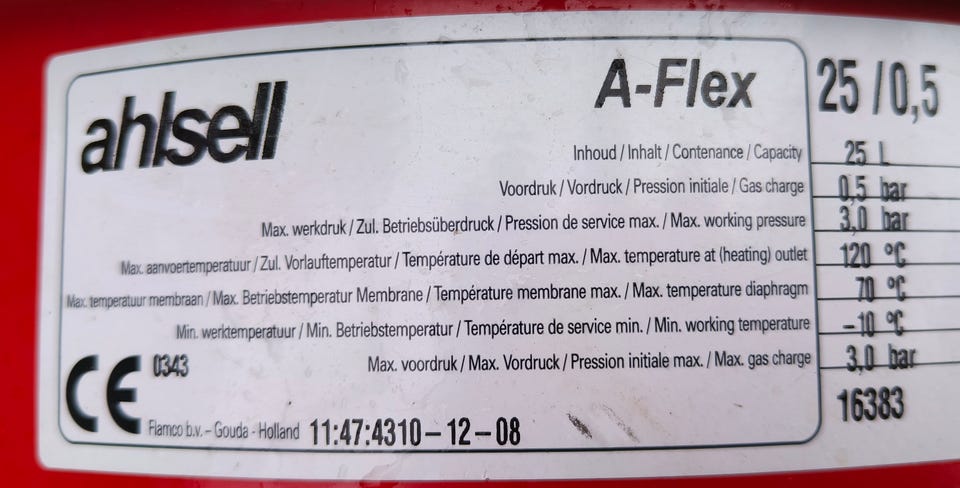 ahlsell A-Flex 25/0,5
Inhoud / Inhalt / Contenance / Capacity 25 L
Voordruk / Vordruck / Pression initiale / Gas charge 0,5 bar
Max. werkdruk / Zul. Betriebsüberdruck / Pression de service max. / Max. working pressure 3,0 bar
Max. aanvoertemperatuur / Zul. Vorlauftemperatur / Température de départ max. / Max. temperature at (heating) outlet 120 °C
Max. temperatuur membraan / Max. Betriebstemperatur Membrane / Température membrane max. / Max. temperature diaphragm 70 °C
Min. werktemperatuur / Min. Betriebstemperatur / Température de service min. / Min. working temperature -10 °C
Max. voordruk / Max. Vordruck / Pression initiale max. / Max. gas charge 3,0 bar
CE 0343
16383
Flamco b.v. - Gouda - Holland 11:47:4310-12-08